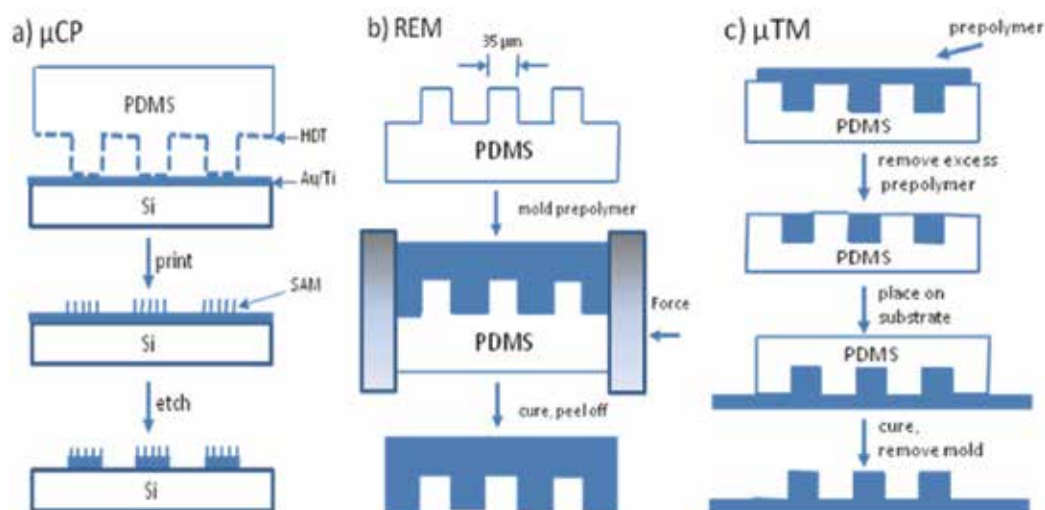 a) µCP
PDMS
HDT
Au/Ti
Si
print
SAM
Si
etch
Si
b) REM
35 µm
PDMS
mold prepolymer
Force
PDMS
cure, peel off
c) µTM
prepolymer
PDMS
remove excess
prepolymer
PDMS
place on
substrate
PDMS
cure,
remove mold